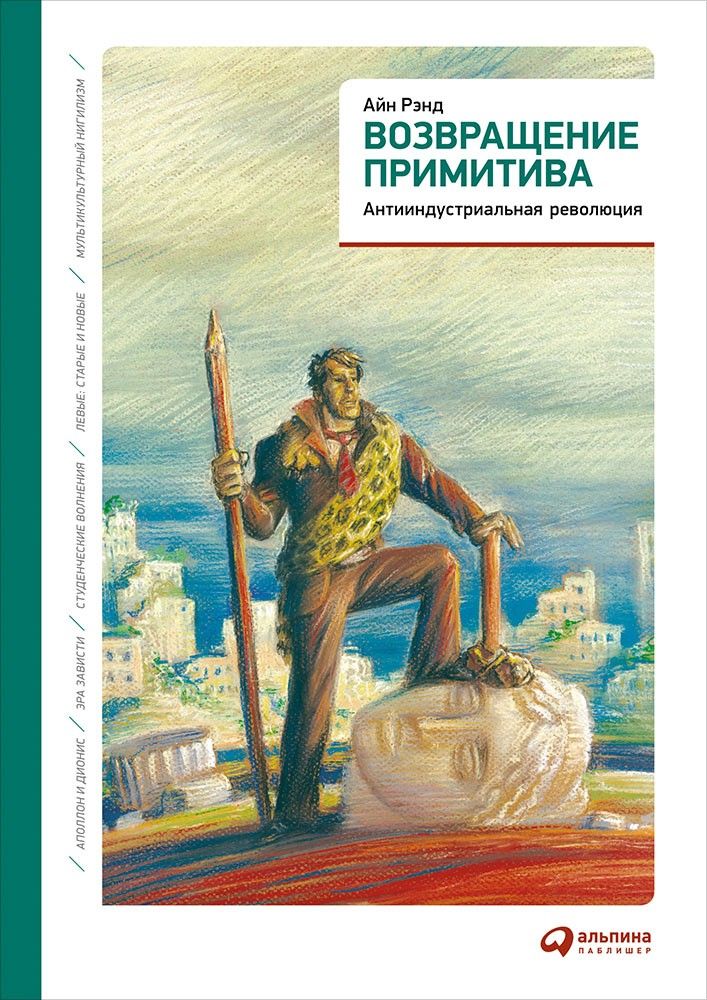 Айн Рэнд
ВОЗВРАЩЕНИЕ
ПРИМИТИВА
Антииндустриальная революция
/ АПОЛЛОН И ДИОНИС / ЭРА ЗАВИСТИ / СТУДЕНЧЕСКИЕ ВОЛНЕНИЯ / ЛЕВЫЕ: СТАРЫЕ И НОВЫЕ / МУЛЬТИКУЛЬТУРНЫЙ НИГИЛИЗМ /
альпина
ПАБЛИШЕР